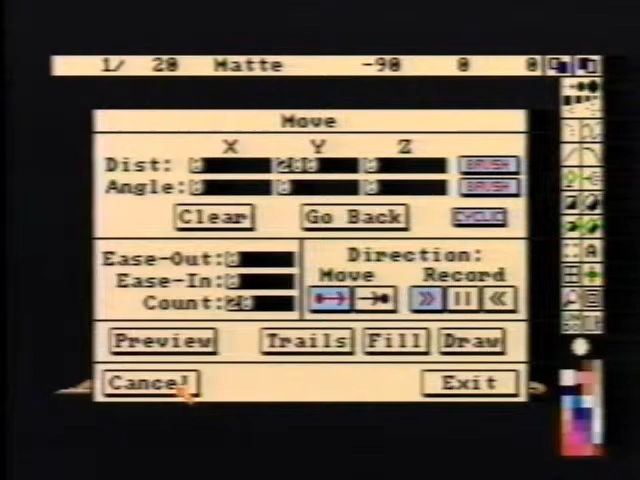 1/ 20 Matte -90 0 0
Move
X Y Z
Dist: 0 200 0 BRUSH
Angle: 0 0 0 BRUSH
Clear Go Back CYCLIC
Ease-Out: 0
Ease-In: 0
Count: 20
Direction:
Move Record
Preview Trails Fill Draw
Cancel Exit
A